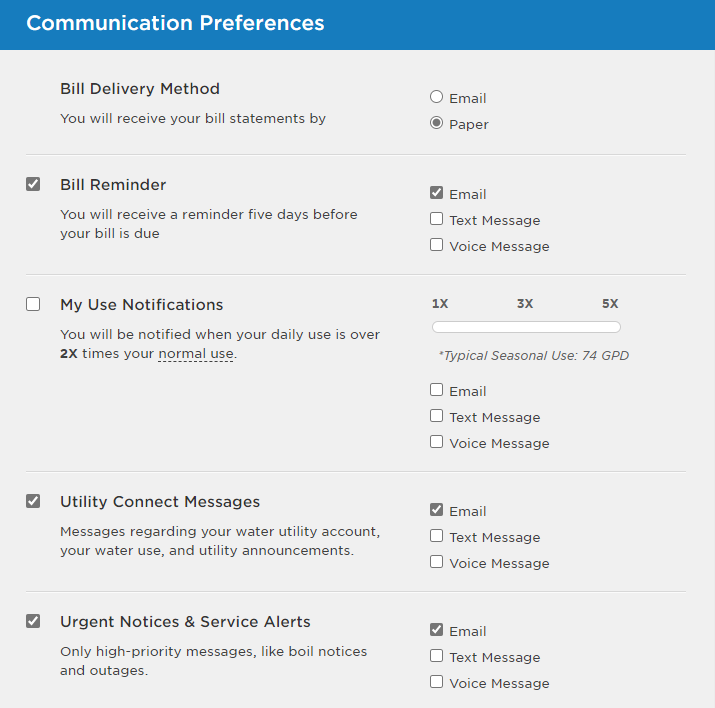 Communication Preferences
Bill Delivery Method
You will receive your bill statements by
Email
Paper
Bill Reminder
You will receive a reminder five days before
your bill is due
Email
Text Message
Voice Message
My Use Notifications
You will be notified when your daily use is over
2X times your normal use.
1X 3X 5X
*Typical Seasonal Use: 74 GPD
Email
Text Message
Voice Message
Utility Connect Messages
Messages regarding your water utility account,
your water use, and utility announcements.
Email
Text Message
Voice Message
Urgent Notices & Service Alerts
Only high-priority messages, like boil notices
and outages.
Email
Text Message
Voice Message